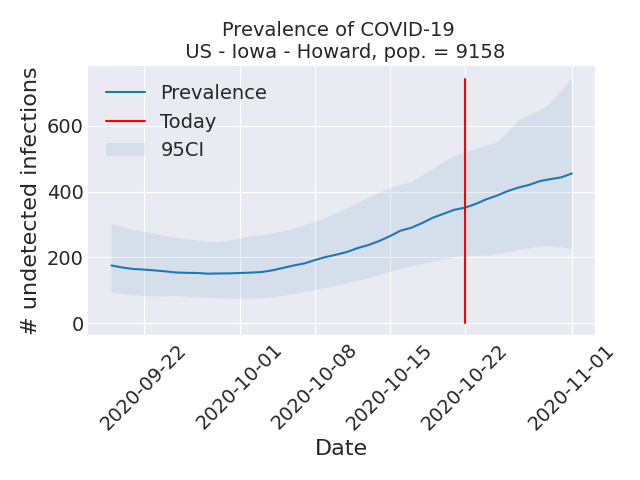 Prevalence of COVID-19
US - Iowa - Howard, pop. = 9158
# undetected infections
600
400
200
0
Prevalence
Today
95CI
2020-09-22
2020-10-01
2020-10-08
2020-10-15
2020-10-22
2020-11-01
Date